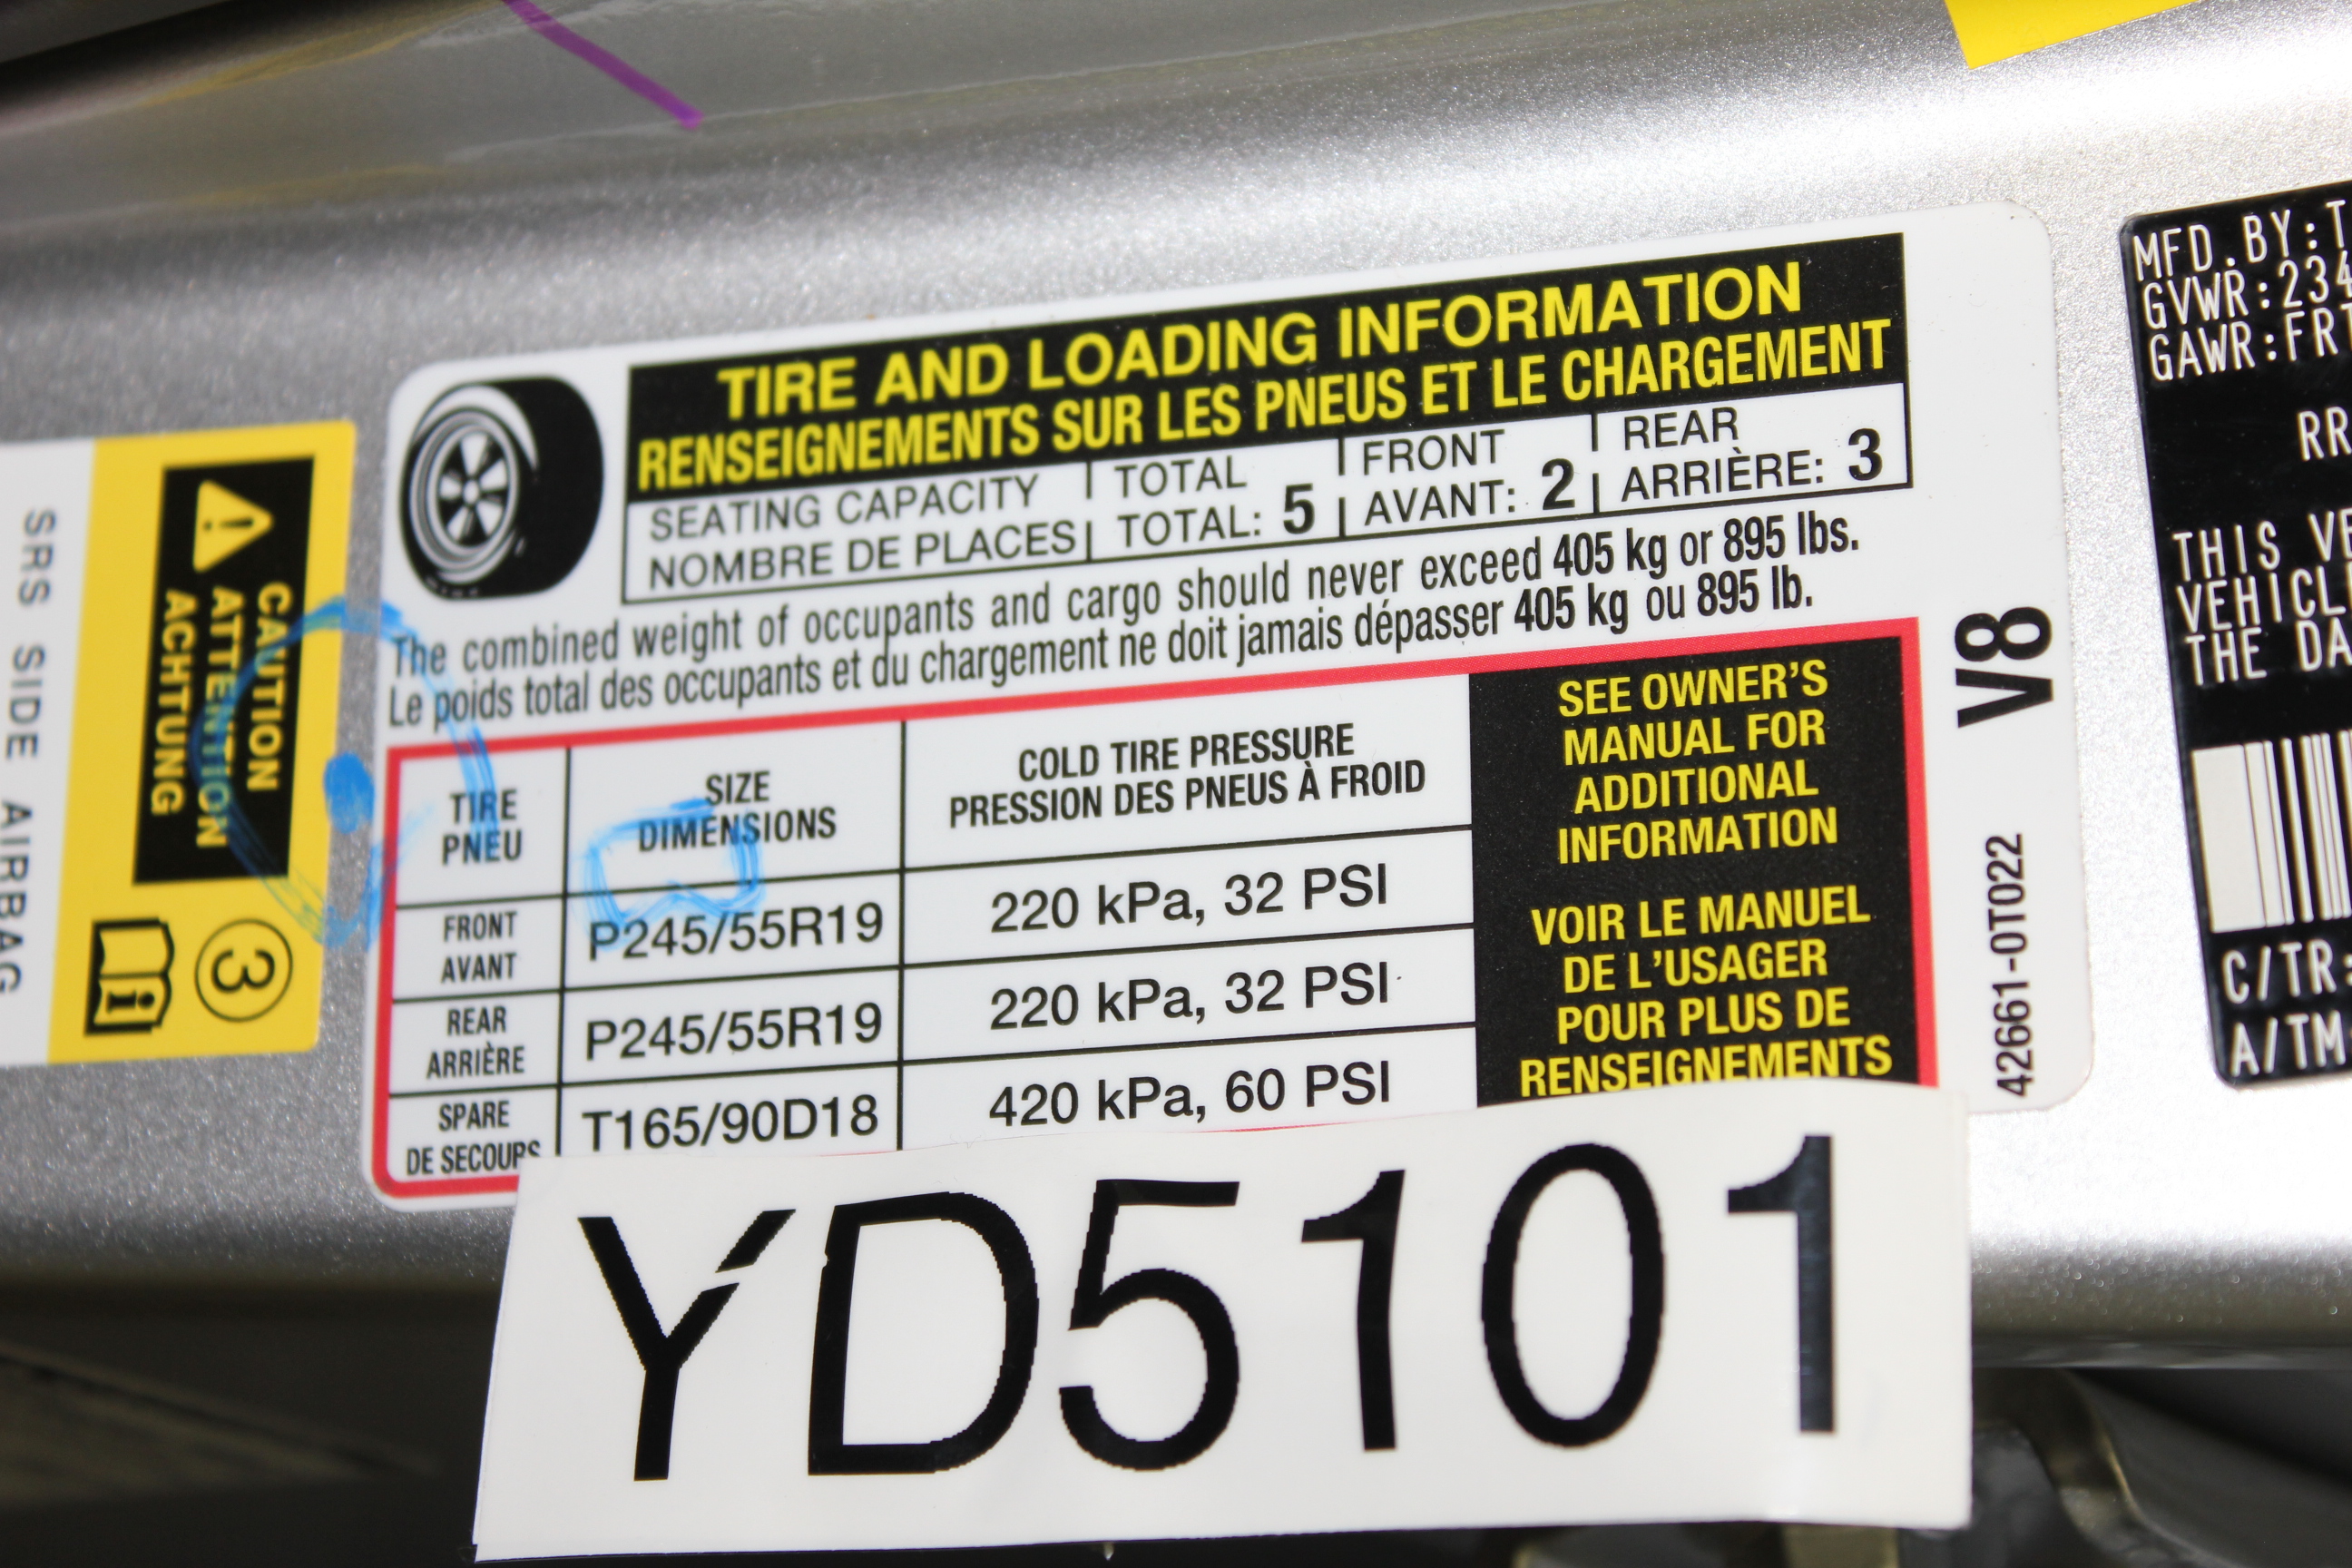 TIRE AND LOADING INFORMATION
RENSEIGNEMENTS SUR LES PNEUS ET LE CHARGEMENT
SEATING CAPACITY | TOTAL | FRONT | REAR
NOMBRE DE PLACES | TOTAL: 5 | AVANT: 2 | ARRIÈRE: 3
The combined weight of occupants and cargo should never exceed 405 kg or 895 lbs.
Le poids total des occupants et du chargement ne doit jamais dépasser 405 kg ou 895 lb.
TIRE
PNEU
SIZE
DIMENSIONS
COLD TIRE PRESSURE
PRESSION DES PNEUS À FROID
FRONT
AVANT
P245/55R19
220 kPa, 32 PSI
REAR
ARRIÈRE
P245/55R19
220 kPa, 32 PSI
SPARE
DE SECOURS
T165/90D18
420 kPa, 60 PSI
SEE OWNER'S
MANUAL FOR
ADDITIONAL
INFORMATION
VOIR LE MANUEL
DE L'USAGER
POUR PLUS DE
RENSEIGNEMENTS
V8
42661-0T022
YD5101
CAUTION
ATTENTION
ACHTUNG
3
SRS SIDE AIRBAG
MFD.BY:T
GVWR:234
GAWR:FRT
RR
THIS VE
VEHICL
THE DA
C/TR:
A/TM